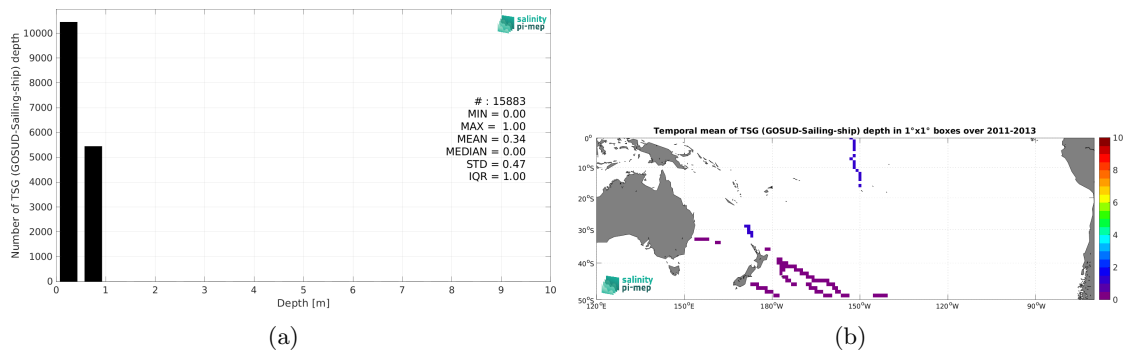 salinity
pi-mep
Number of TSG (GOSUD-Sailing-ship) depth
10000
9000
8000
7000
6000
5000
4000
3000
2000
1000
0
# : 15883
MIN = 0.00
MAX = 1.00
MEAN = 0.34
MEDIAN = 0.00
STD = 0.47
IQR = 1.00
0 1 2 3 4 5 6 7 8 9 10
Depth [m]
(a)
Temporal mean of TSG (GOSUD-Sailing-ship) depth in 1°x1° boxes over 2011-2013
0°
10°S
20°S
30°S
40°S
50°S
120°E 150°E 180°W 150°W 120°W 90°W
salinity
pi-mep
10
8
6
4
2
0
(b)